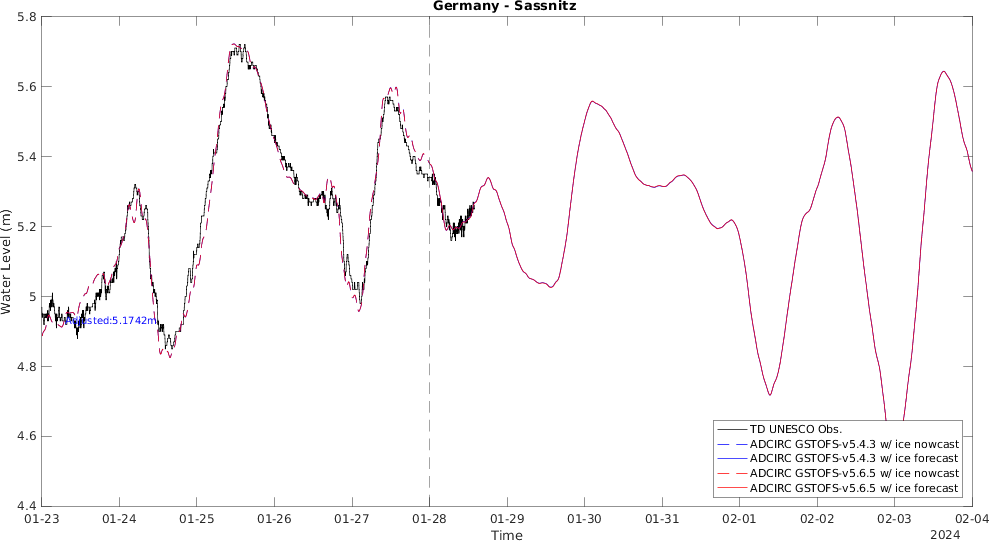 Germany - Sassnitz
5.8
5.6
5.4
5.2
5
4.8
4.6
4.4
Water Level (m)
Adjusted:5.1742m
TD UNESCO Obs.
ADCIRC GSTOFS-v5.4.3 w/ ice nowcast
ADCIRC GSTOFS-v5.4.3 w/ ice forecast
ADCIRC GSTOFS-v5.6.5 w/ ice nowcast
ADCIRC GSTOFS-v5.6.5 w/ ice forecast
01-23 01-24 01-25 01-26 01-27 01-28 01-29 01-30 01-31 02-01 02-02 02-03 02-04
Time
2024